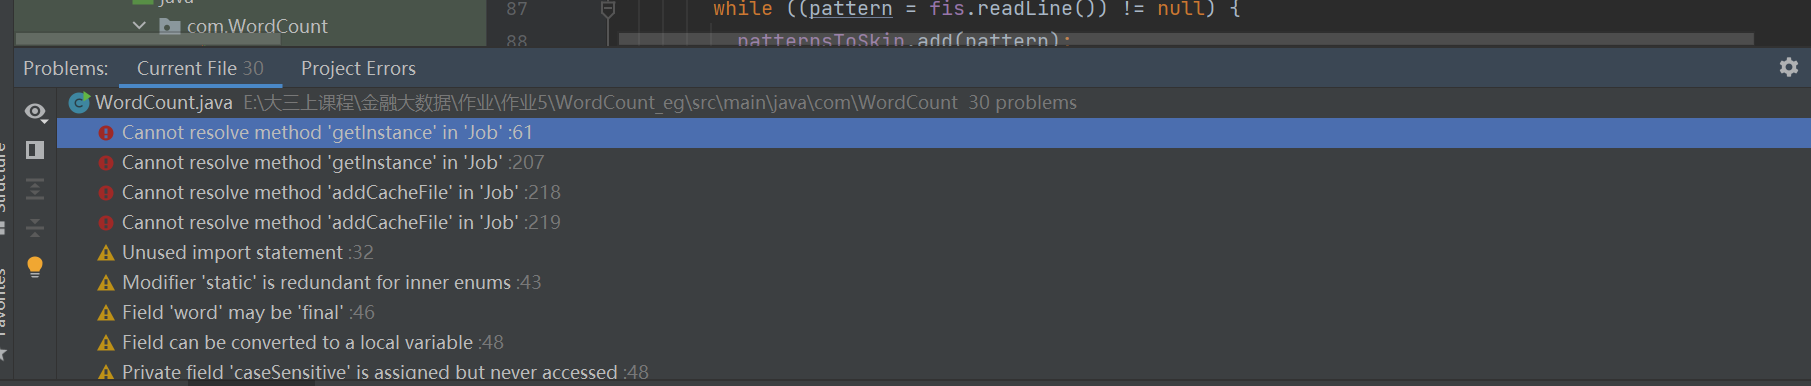 java
com.WordCount
87 while ((pattern = fis.readLine()) != null) {
88 patternsToSkip.add(pattern);
Problems: Current File 30 Project Errors
WordCount.java E:\大三上课程\金融大数据\作业\作业5\WordCount_eg\src\main\java\com\WordCount 30 problems
Cannot resolve method 'getInstance' in 'Job' :61
Cannot resolve method 'getInstance' in 'Job' :207
Cannot resolve method 'addCacheFile' in 'Job' :218
Cannot resolve method 'addCacheFile' in 'Job' :219
Unused import statement :32
Modifier 'static' is redundant for inner enums :43
Field 'word' may be 'final' :46
Field can be converted to a local variable :48
Private field 'caseSensitive' is assigned but never accessed :48
Structure
Favorites